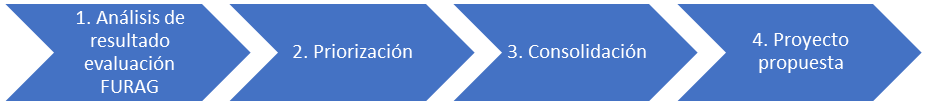 1. Análisis de
resultado
evaluación
FURAG
2. Priorización
3. Consolidación
4. Proyecto
propuesta